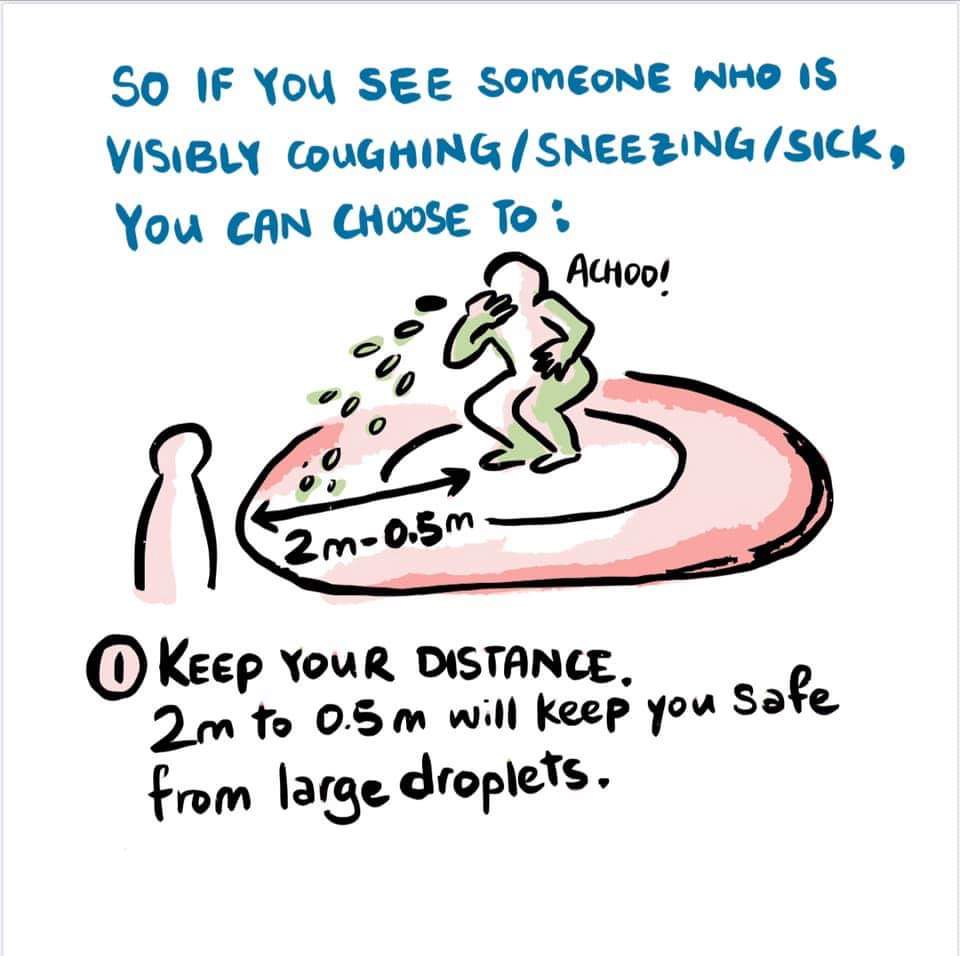 SO IF YOU SEE SOMEONE WHO IS
VISIBLY COUGHING/SNEEZING/SICK,
YOU CAN CHOOSE TO:
ACHOO!
2m-0.5m
1 KEEP YOUR DISTANCE.
2m to 0.5m will keep you safe
from large droplets.